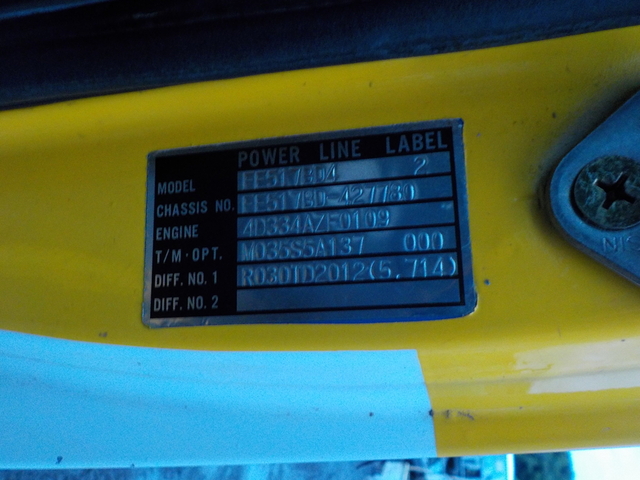 POWER LINE LABEL
MODEL FE517BD4 2
CHASSIS NO. FE517BD-427780
ENGINE 4D334AZF0109
T/M·OPT. M035S5A137 000
DIFF. NO. 1 R030TD2012(5,714)
DIFF. NO. 2